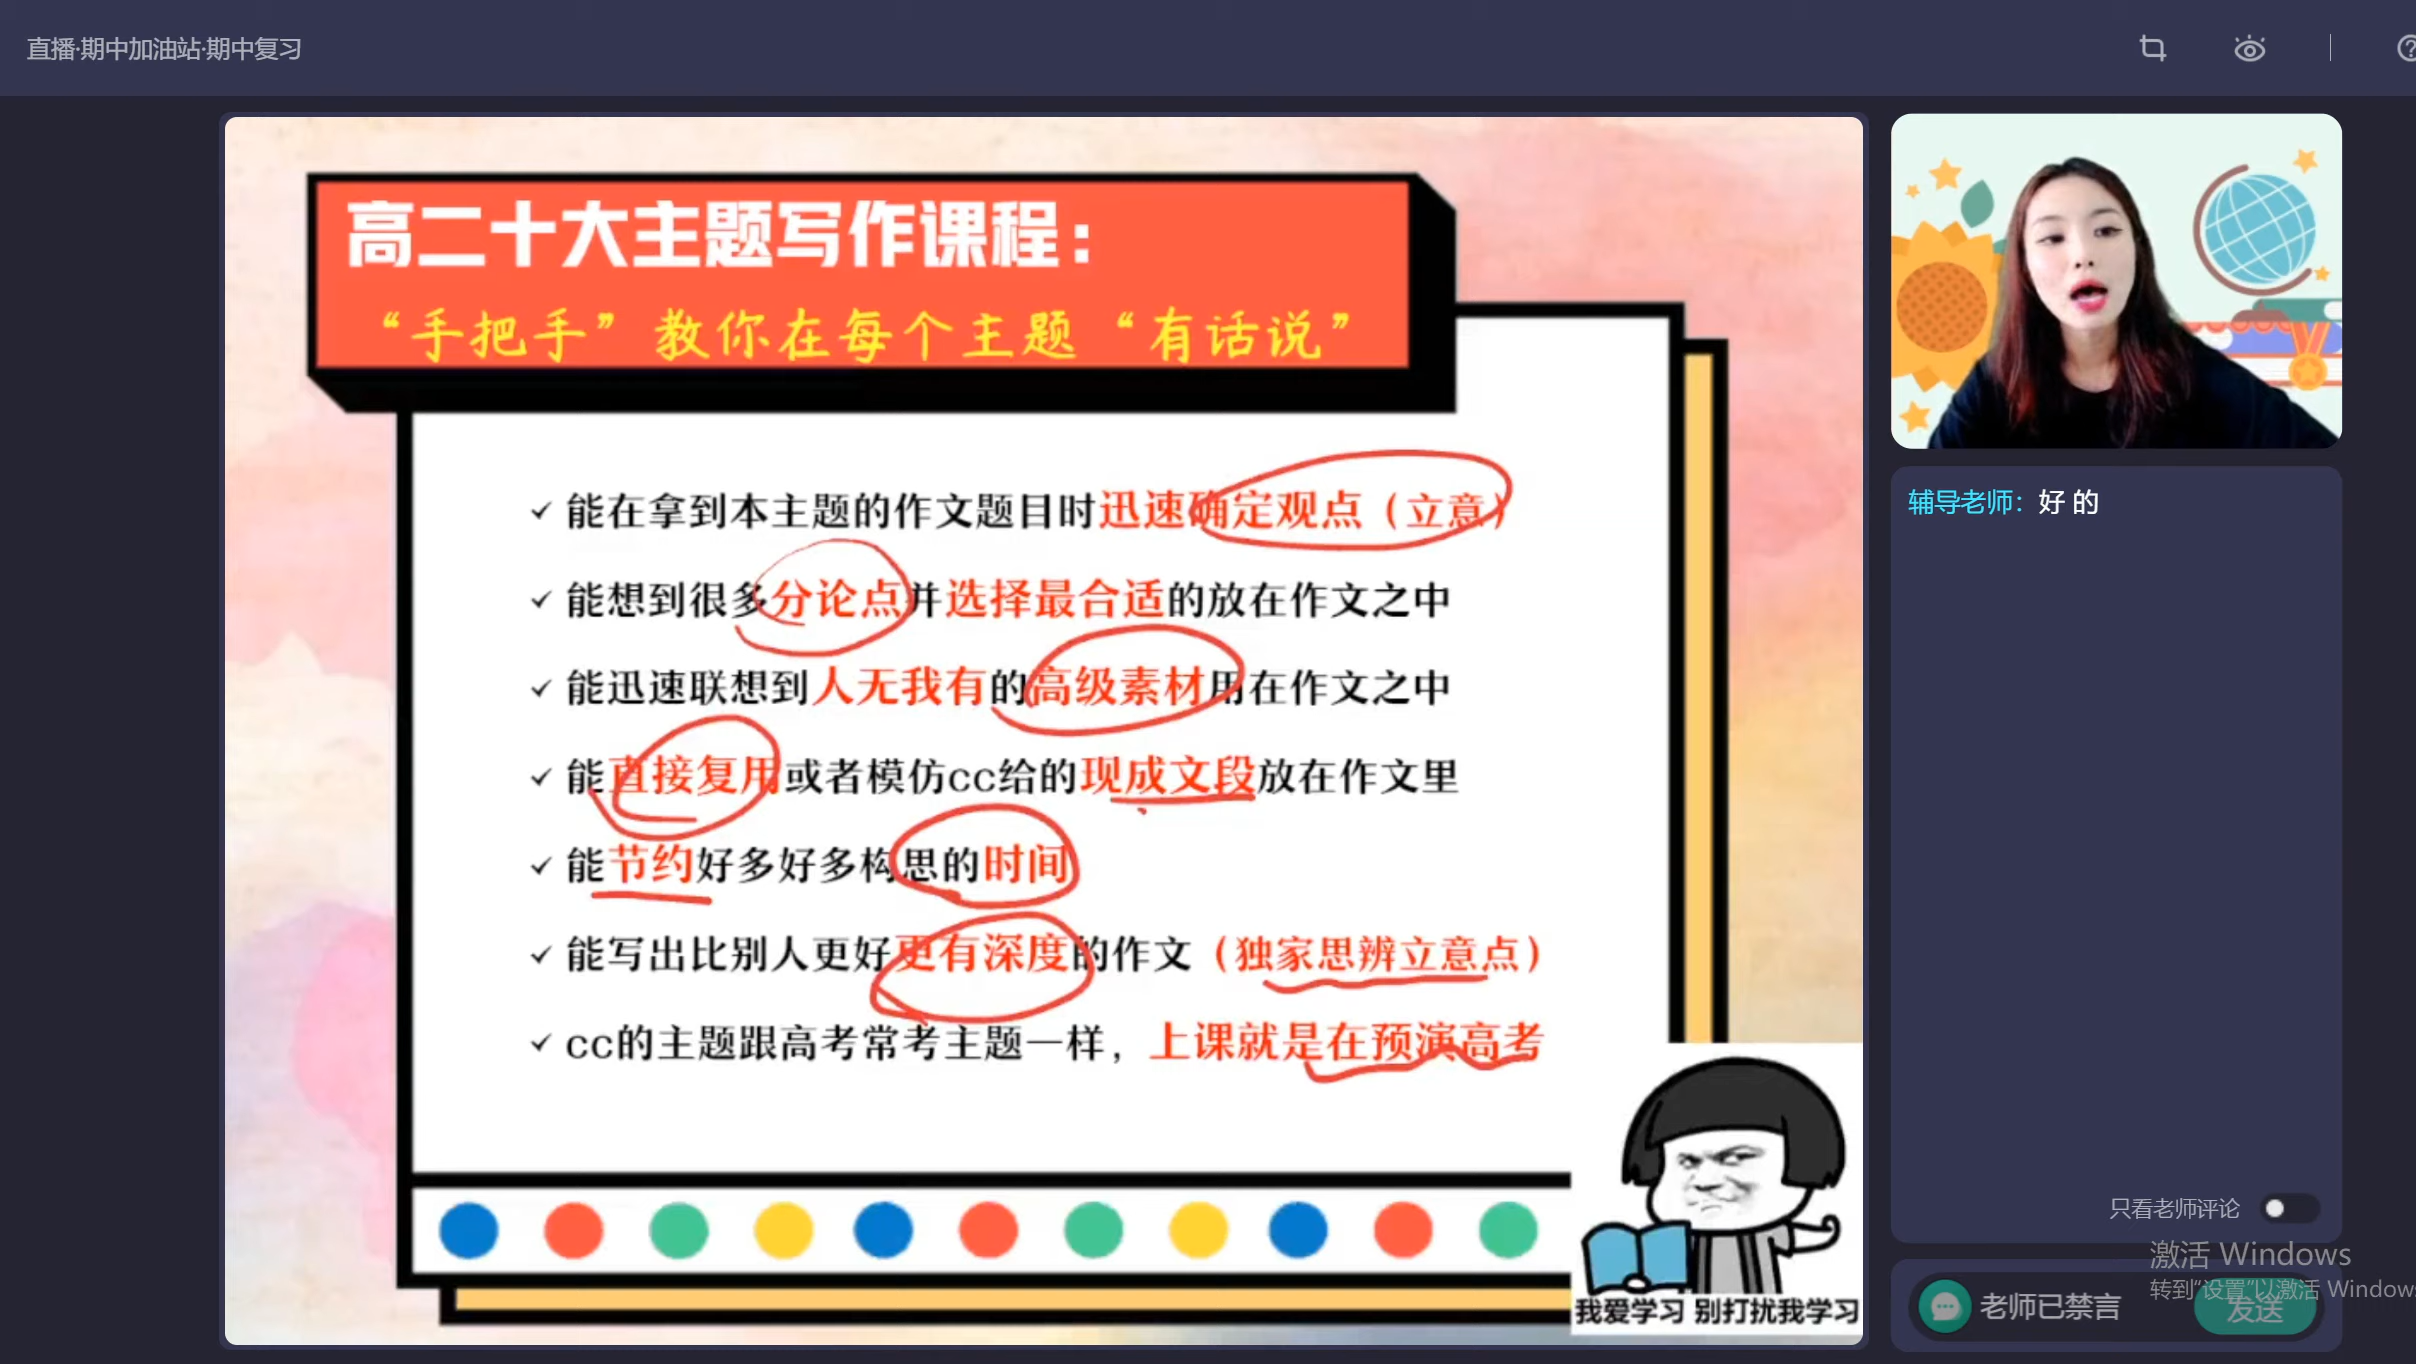 直播·期中加油站·期中复习
高二十大主题写作课程：
“手把手”教你在每个主题“有话说”
✓ 能在拿到本主题的作文题目时迅速确定观点（立意）
✓ 能想到很多分论点并选择最合适的放在作文之中
✓ 能迅速联想到人无我有的高级素材用在作文之中
✓ 能直接复用或者模仿cc给的现成文段放在作文里
✓ 能节约好多好多构思的时间
✓ 能写出比别人更好更有深度的作文（独家思辨立意点）
✓ cc的主题跟高考常考主题一样，上课就是在预演高考
我爱学习 别打扰我学习
辅导老师：好 的
只看老师评论
激活 Windows
转到“设置”以激活 Windows
老师已禁言
发送